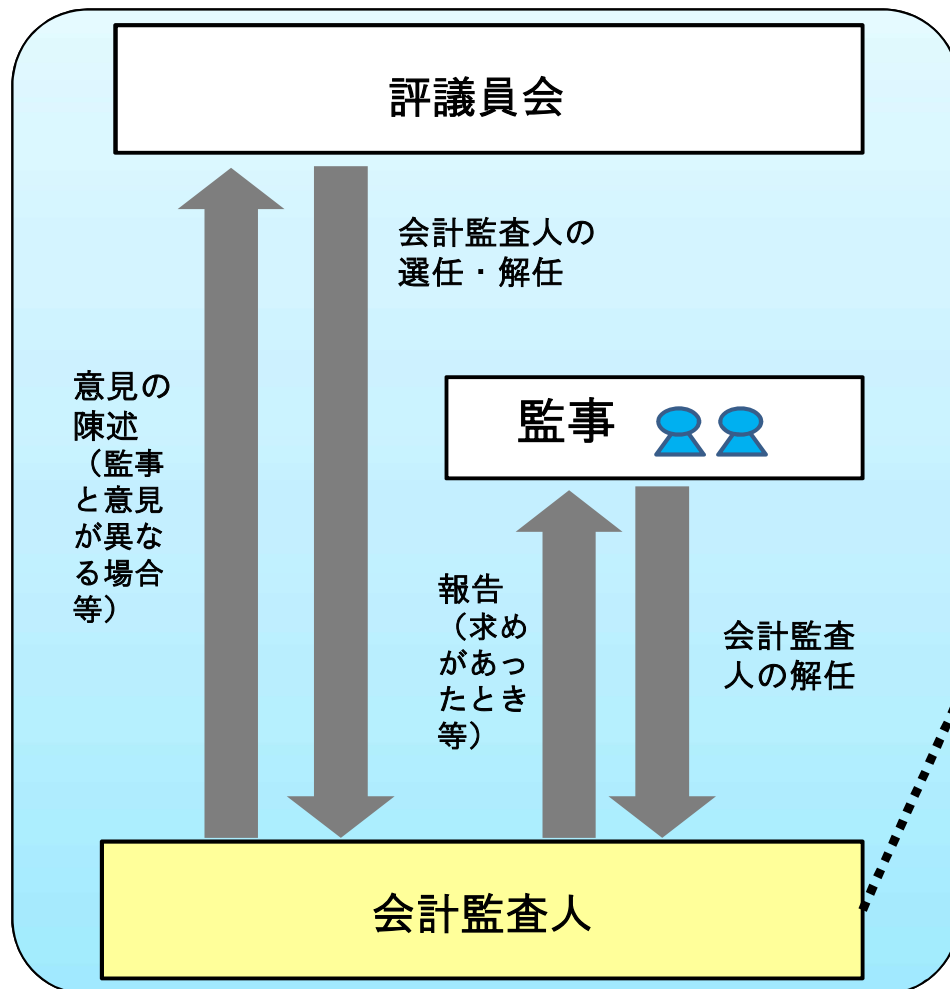 評議員会
会計監査人の
選任・解任
意見の
陳述
（監事
と意見
が異な
る場合
等）
監事
報告
（求め
があっ
たとき
等）
会計監査
人の解任
会計監査人